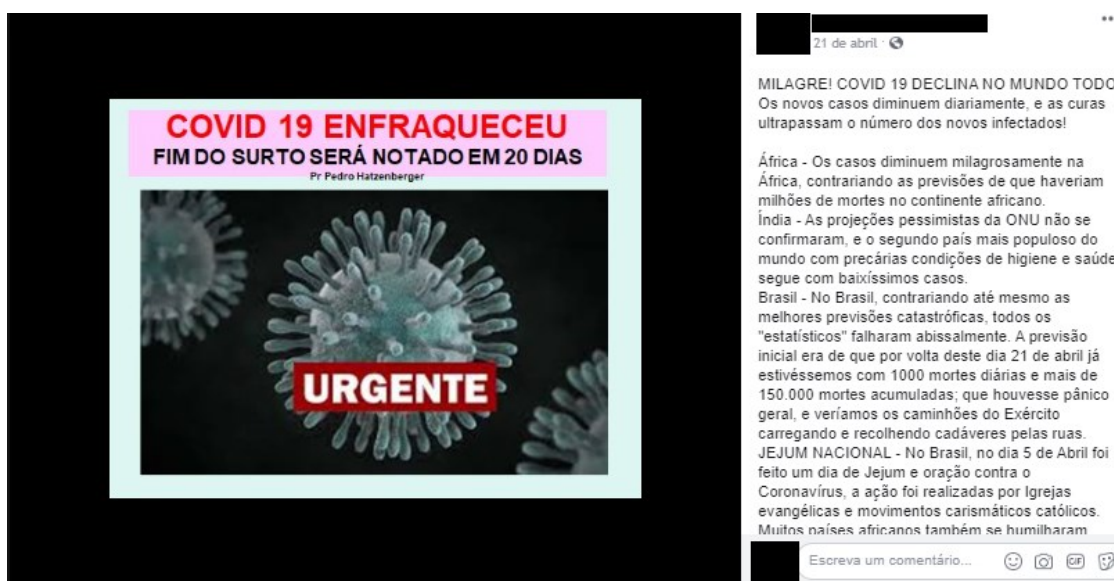 COVID 19 ENFRAQUECEU
FIM DO SURTO SERÁ NOTADO EM 20 DIAS
Pr Pedro Hatzenberger
URGENTE
21 de abril ·
MILAGRE! COVID 19 DECLINA NO MUNDO TODO
Os novos casos diminuem diariamente, e as curas
ultrapassam o número dos novos infectados!
África - Os casos diminuem milagrosamente na
África, contrariando as previsões de que haveriam
milhões de mortes no continente africano.
Índia - As projeções pessimistas da ONU não se
confirmaram, e o segundo país mais populoso do
mundo com precárias condições de higiene e saúde
segue com baixíssimos casos.
Brasil - No Brasil, contrariando até mesmo as
melhores previsões catastróficas, todos os
"estatísticos" falharam abissalmente. A previsão
inicial era de que por volta deste dia 21 de abril já
estivéssemos com 1000 mortes diárias e mais de
150.000 mortes acumuladas; que houvesse pânico
geral, e veríamos os caminhões do Exército
carregando e recolhendo cadáveres pelas ruas.
JEJUM NACIONAL - No Brasil, no dia 5 de Abril foi
feito um dia de Jejum e oração contra o
Coronavírus, a ação foi realizadas por Igrejas
evangélicas e movimentos carismáticos católicos.
Muitos países africanos também se humilharam
Escreva um comentário...
GIF